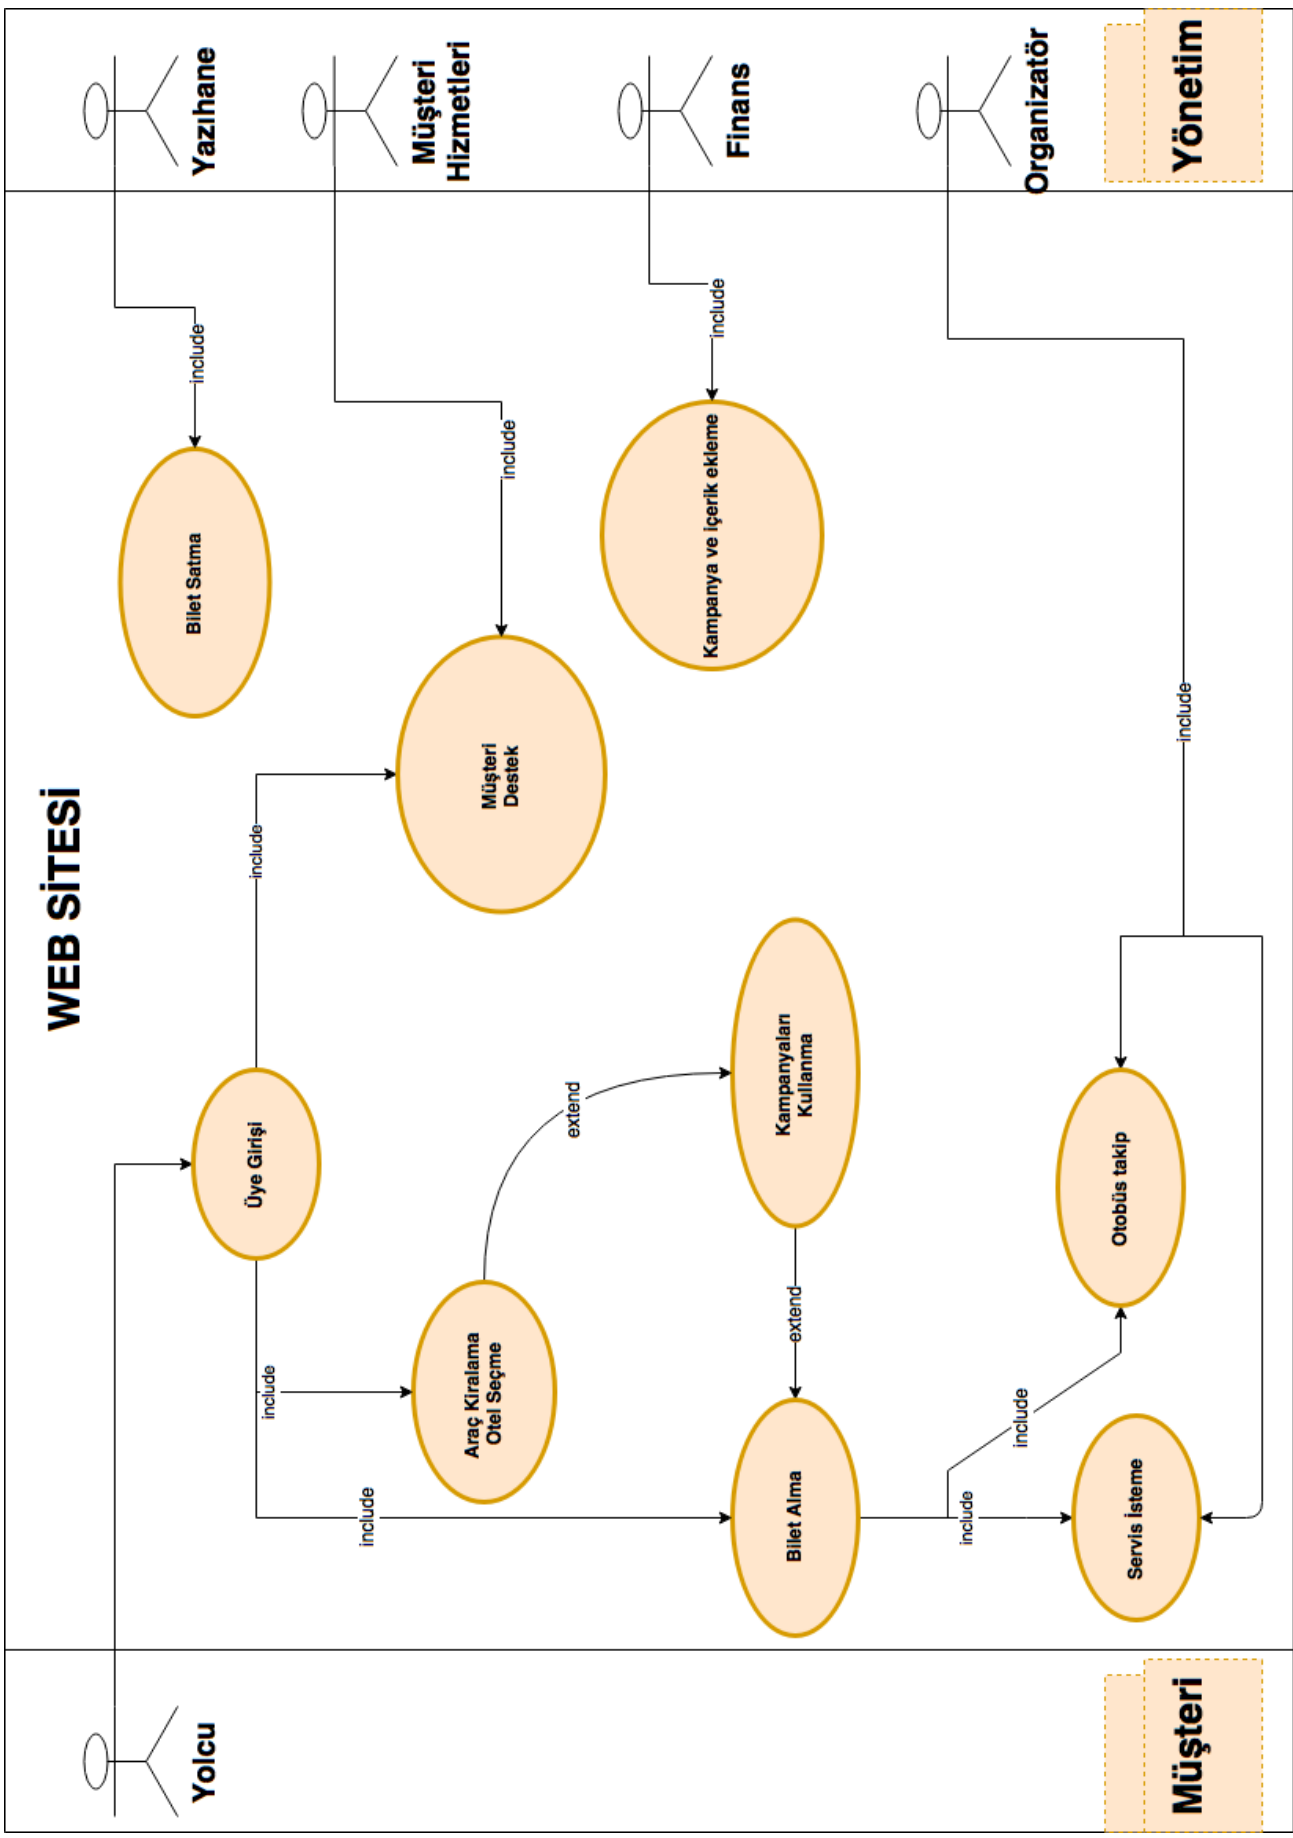 WEB SİTESİ
Yolcu
Müşteri
Üye Girişi
include
include
include
Araç Kiralama
Otel Seçme
extend
Kampanyaları
Kullanma
extend
Bilet Alma
include
include
Servis İsteme
Otobüs takip
Müşteri
Destek
Bilet Satma
Kampanya ve içerik ekleme
include
include
include
include
Yazıhane
Müşteri
Hizmetleri
Finans
Organizatör
Yönetim